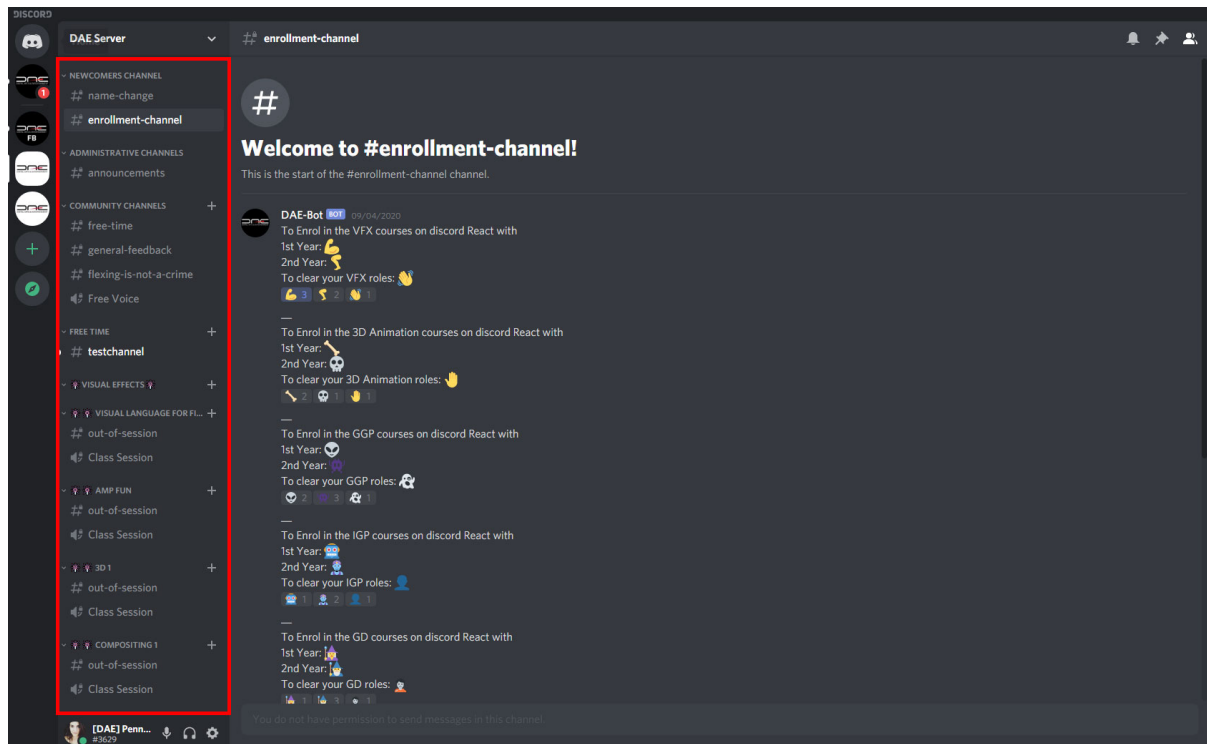 DISCORD
DAE Server
enrollment-channel
NEWCOMERS CHANNEL
name-change
enrollment-channel
ADMINISTRATIVE CHANNELS
announcements
COMMUNITY CHANNELS
free-time
general-feedback
flexing-is-not-a-crime
Free Voice
FREE TIME
testchannel
VISUAL EFFECTS
VISUAL LANGUAGE FOR FI...
out-of-session
Class Session
AMP FUN
out-of-session
Class Session
3D 1
out-of-session
Class Session
COMPOSITING 1
out-of-session
Class Session
[DAE] Penn...
#3629
1
FB
Welcome to #enrollment-channel!
This is the start of the #enrollment-channel channel.
DAE-Bot BOT 09/04/2020
To Enrol in the VFX courses on discord React with
1st Year:
2nd Year:
To clear your VFX roles:
3 2 1
—
To Enrol in the 3D Animation courses on discord React with
1st Year:
2nd Year:
To clear your 3D Animation roles:
2 1 1
—
To Enrol in the GGP courses on discord React with
1st Year:
2nd Year:
To clear your GGP roles:
2 3 1
—
To Enrol in the IGP courses on discord React with
1st Year:
2nd Year:
To clear your IGP roles:
1 2 1
—
To Enrol in the GD courses on discord React with
1st Year:
2nd Year:
To clear your GD roles:
1 3 1
You do not have permission to send messages in this channel.